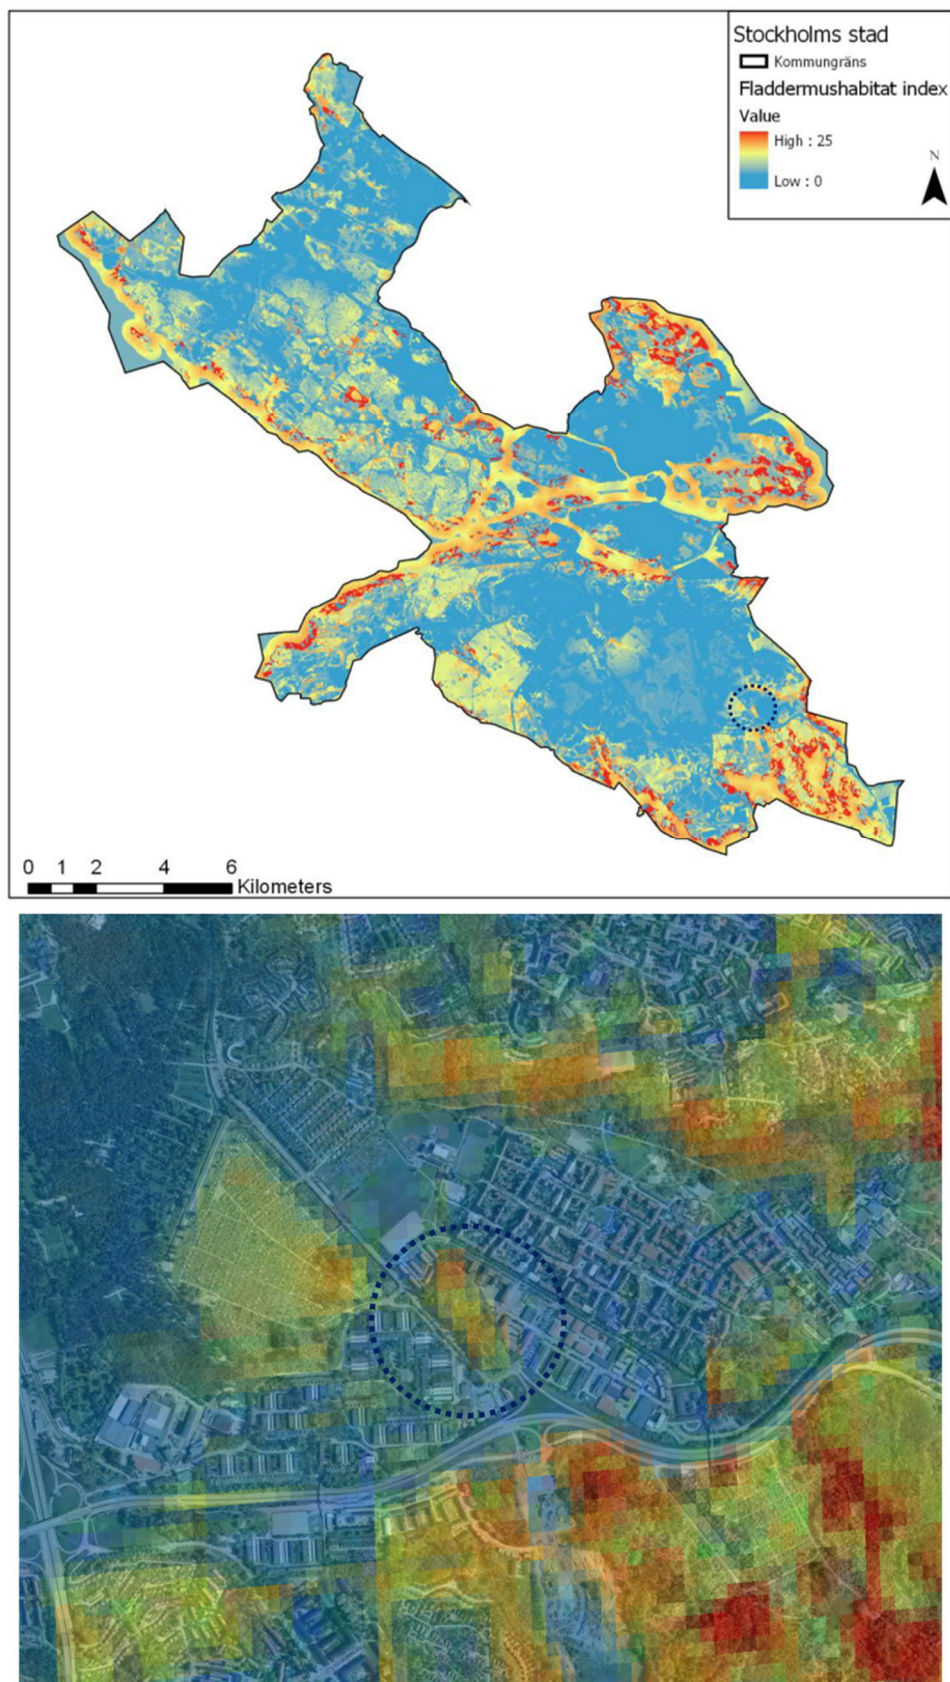 Stockholms stad
Kommungräns
Fladdermushabitat index
Value
High : 25
Low : 0
N
0 1 2 4 6
Kilometers